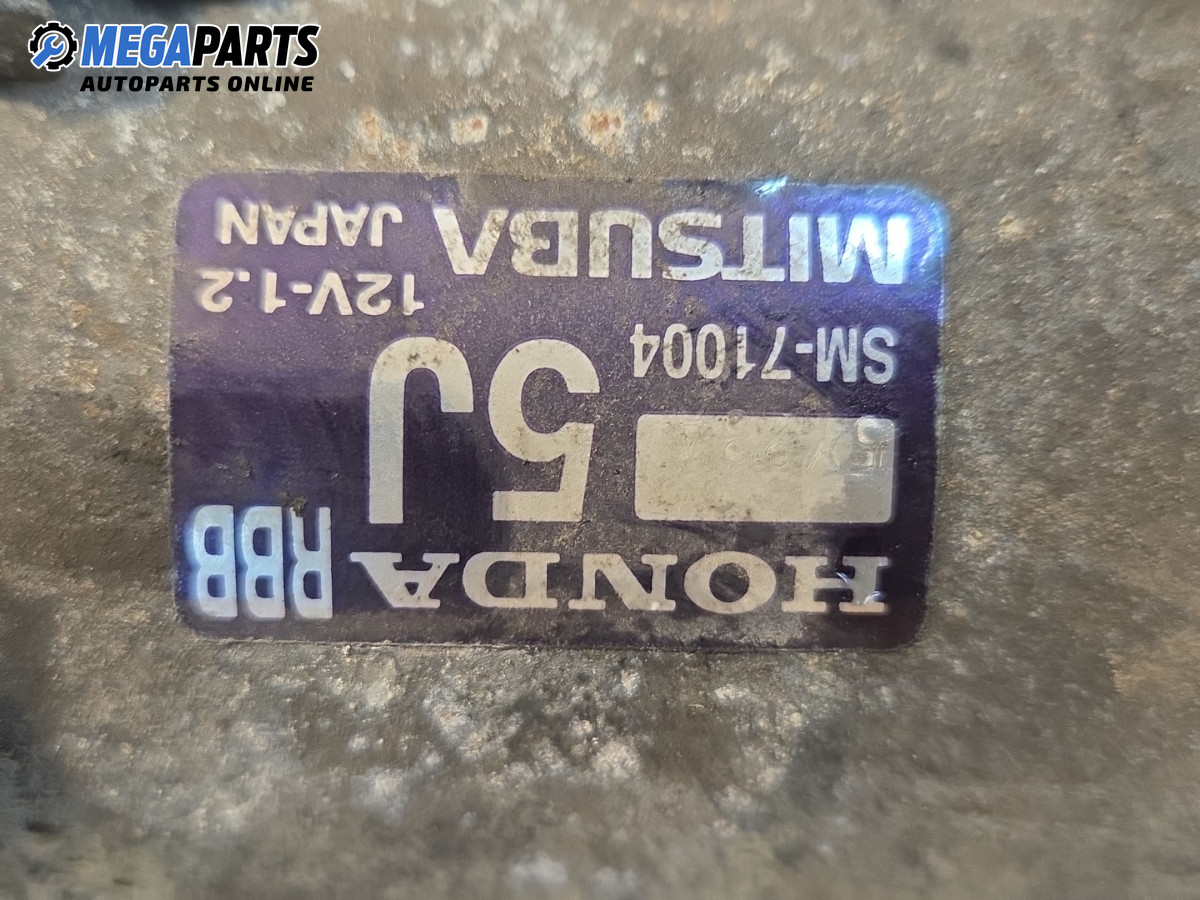 MEGAPARTS
AUTOPARTS ONLINE
HONDA RBB
5J
SM-71004
12V-1.2
MITSUBA JAPAN